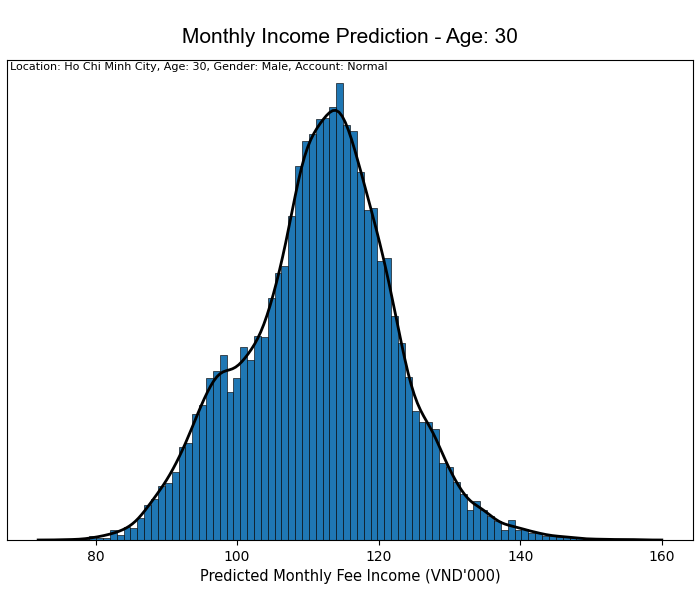 Monthly Income Prediction - Age: 30
Location: Ho Chi Minh City, Age: 30, Gender: Male, Account: Normal
80 100 120 140 160
Predicted Monthly Fee Income (VND'000)